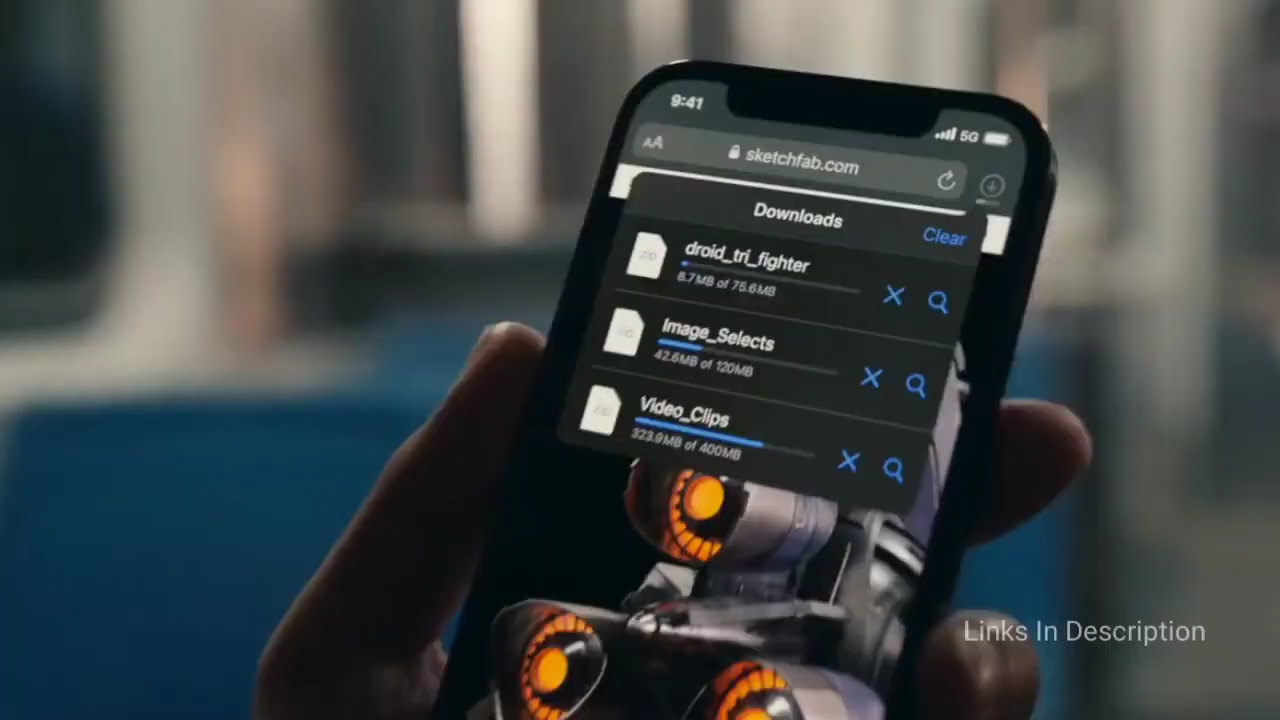 9:41
5G
AA
sketchfab.com
Downloads
Clear
droid_tri_fighter
8.7MB of 75.6MB
Image_Selects
42.6MB of 120MB
Video_Clips
323.9MB of 400MB
Links In Description